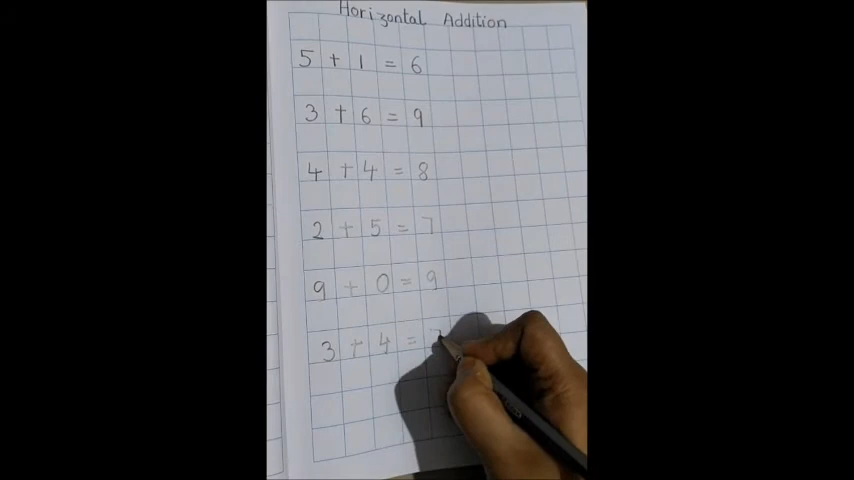 Horizontal Addition
5 + 1 = 6
3 + 6 = 9
4 + 4 = 8
2 + 5 = 7
9 + 0 = 9
3 + 4 = 7